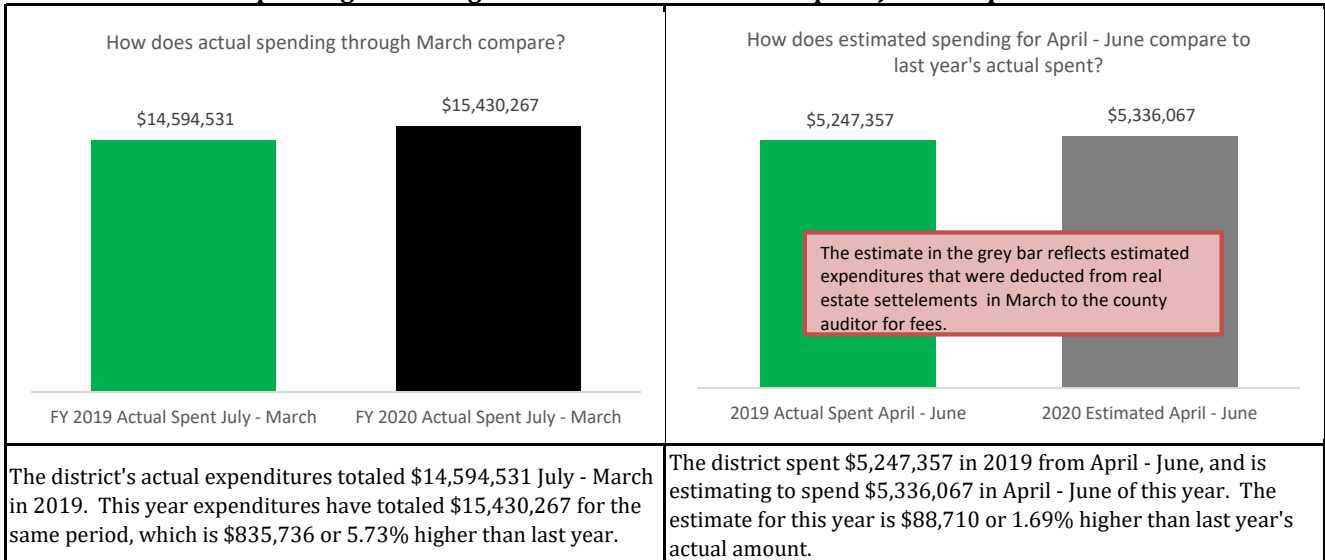 How does actual spending through March compare?
$14,594,531
$15,430,267
FY 2019 Actual Spent July - March
FY 2020 Actual Spent July - March
The district's actual expenditures totaled $14,594,531 July - March
in 2019. This year expenditures have totaled $15,430,267 for the
same period, which is $835,736 or 5.73% higher than last year.
How does estimated spending for April - June compare to
last year's actual spent?
$5,247,357
$5,336,067
The estimate in the grey bar reflects estimated
expenditures that were deducted from real
estate settelements in March to the county
auditor for fees.
2019 Actual Spent April - June
2020 Estimated April - June
The district spent $5,247,357 in 2019 from April - June, and is
estimating to spend $5,336,067 in April - June of this year. The
estimate for this year is $88,710 or 1.69% higher than last year's
actual amount.